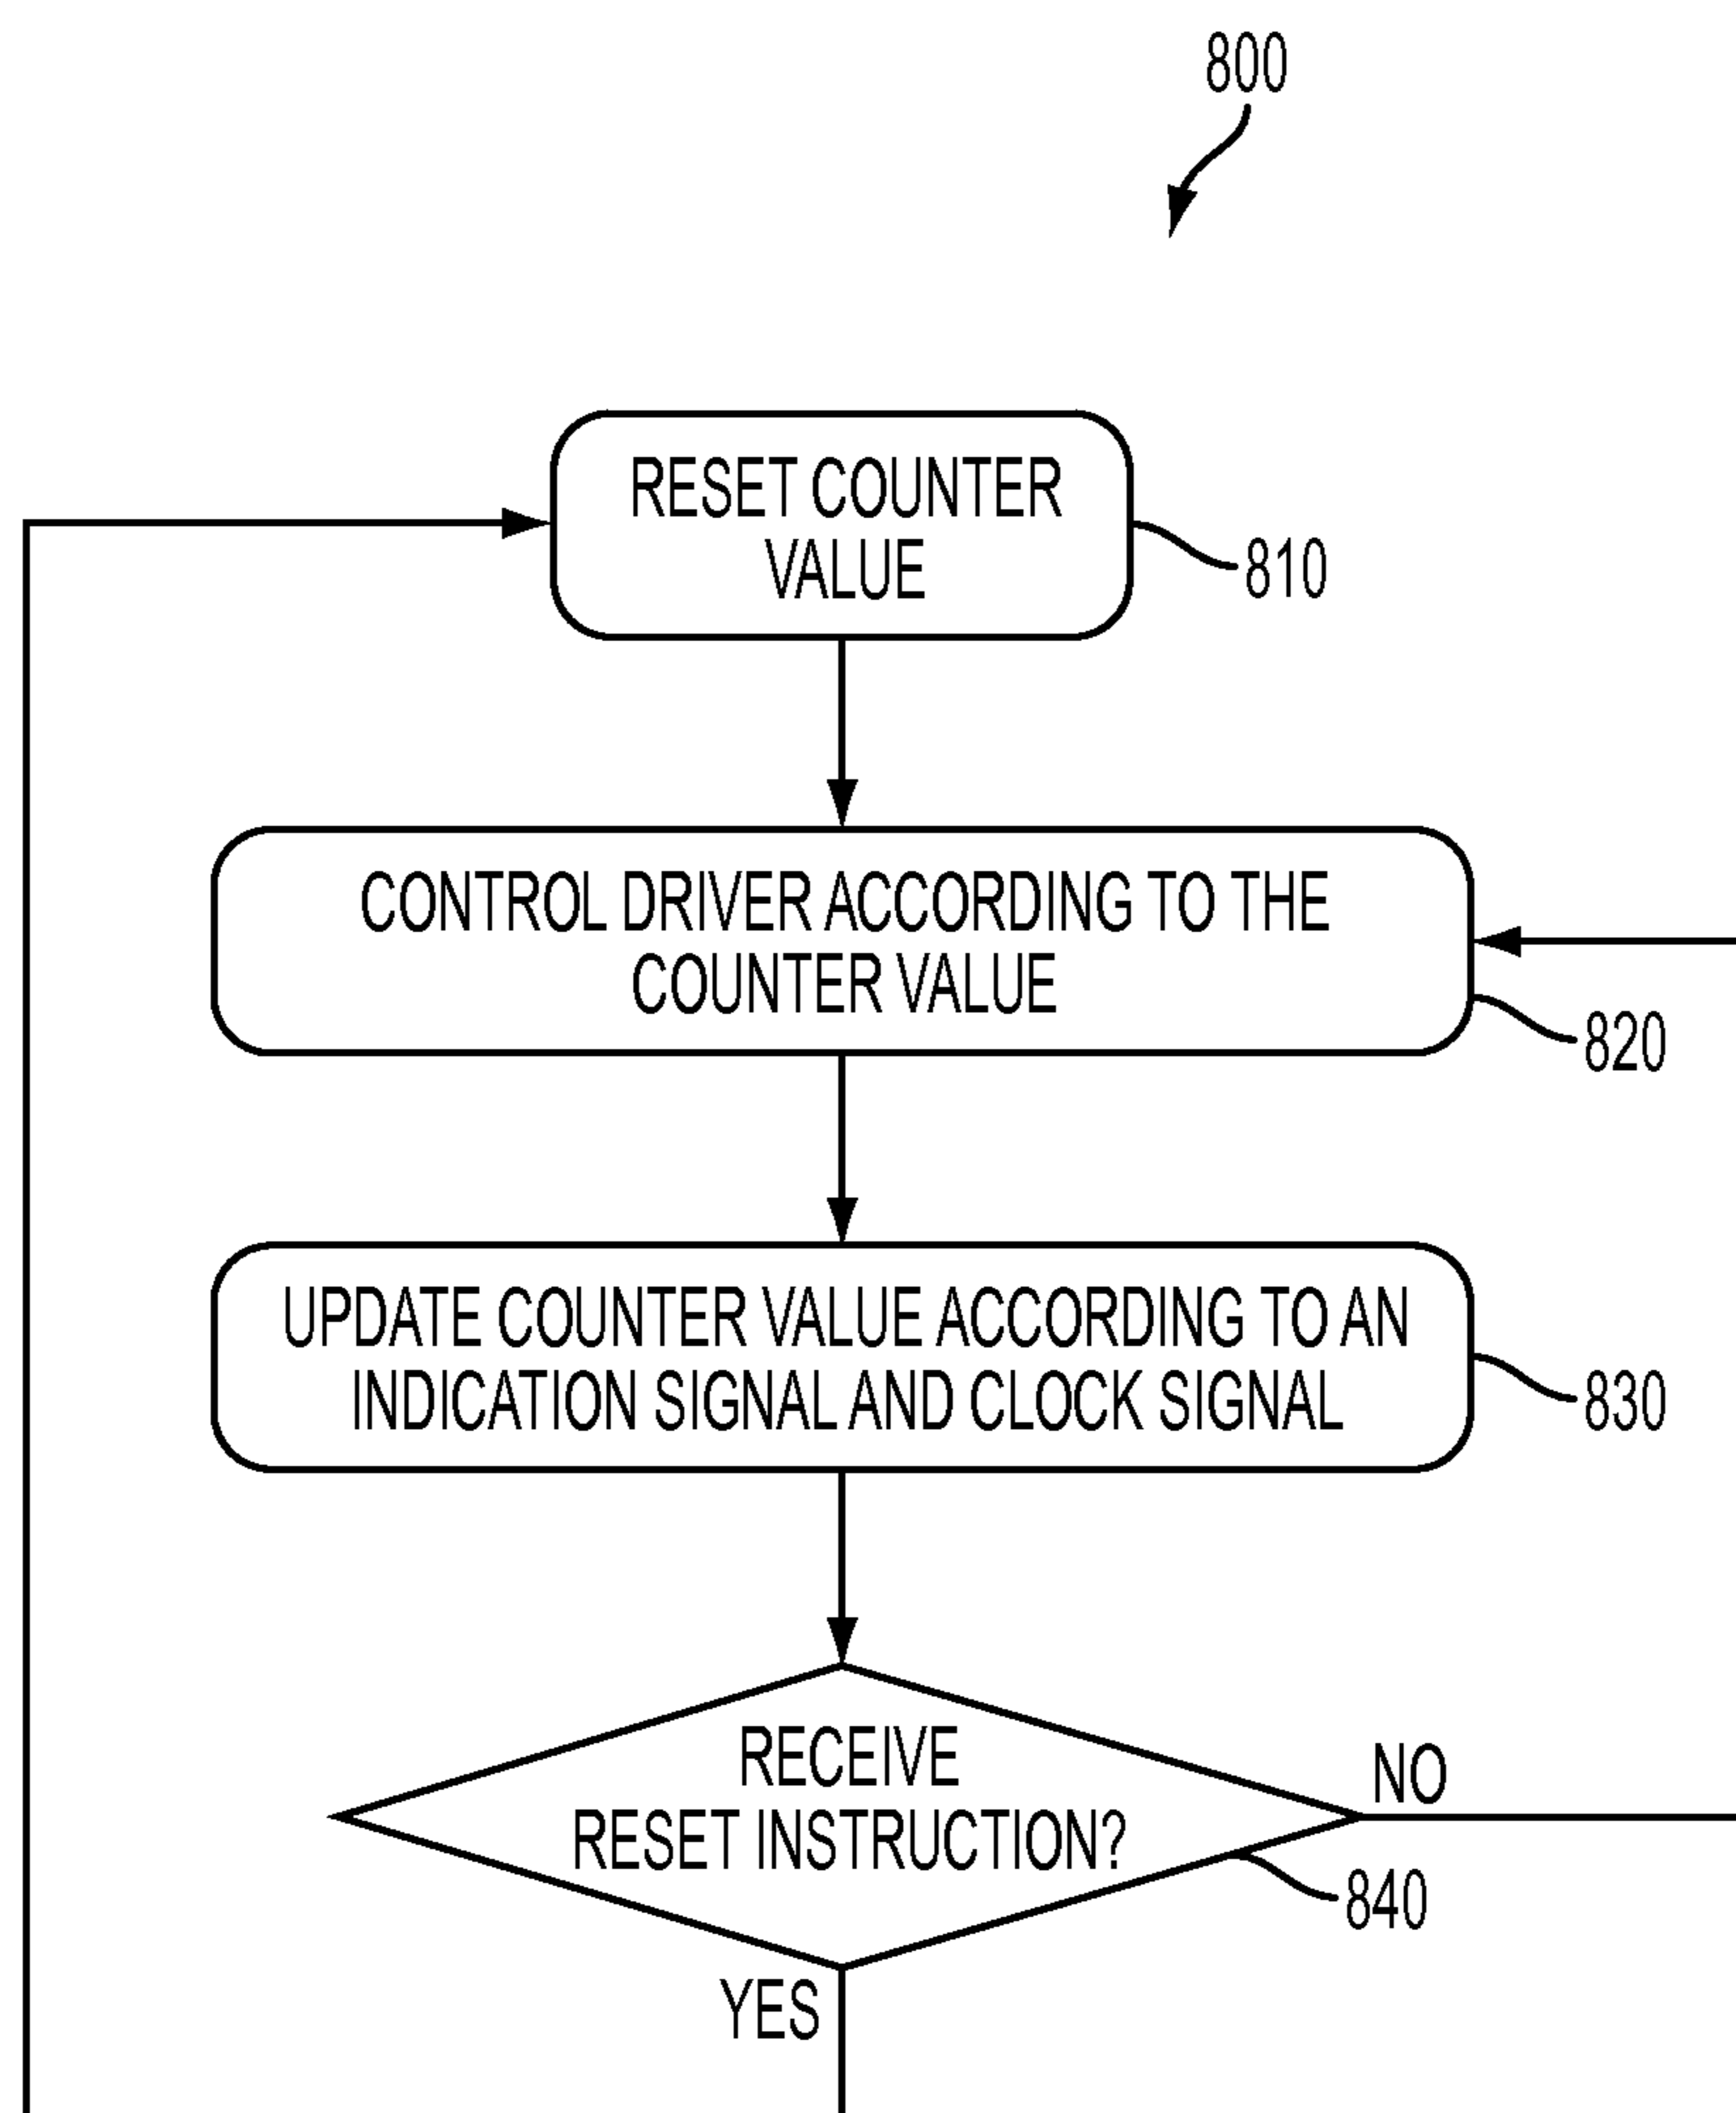 800
RESET COUNTER
VALUE
810
CONTROL DRIVER ACCORDING TO THE
COUNTER VALUE
820
UPDATE COUNTER VALUE ACCORDING TO AN
INDICATION SIGNAL AND CLOCK SIGNAL
830
RECEIVE
RESET INSTRUCTION?
NO
840
YES